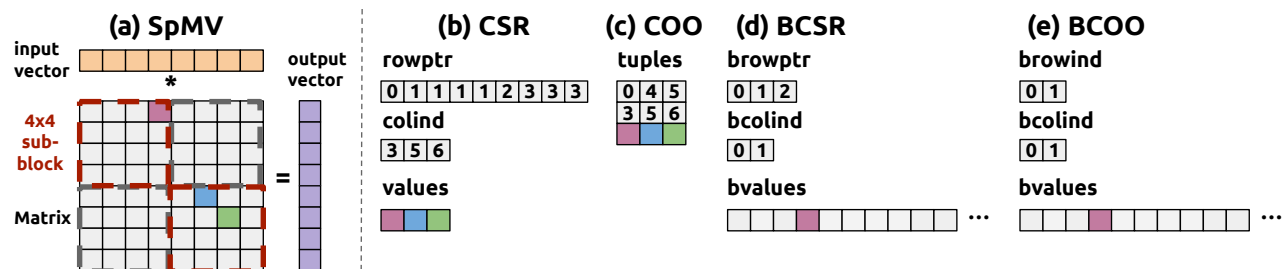 (a) SpMV
input
vector
*
output
vector
4x4
sub-
block
Matrix
=
(b) CSR
rowptr
0 1 1 1 1 2 3 3 3
colind
3 5 6
values
(c) COO
tuples
0 4 5
3 5 6
(d) BCSR
browptr
0 1 2
bcolind
0 1
bvalues
...
(e) BCOO
browind
0 1
bcolind
0 1
bvalues
...